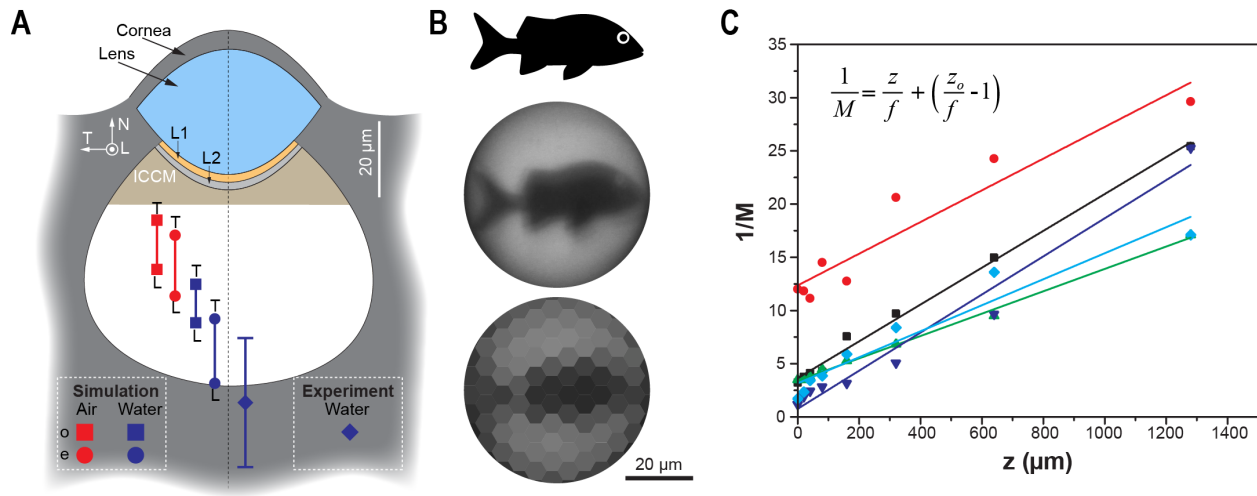 A
Cornea
Lens
N
T
L
L1
L2
ICCM
20 µm
T
T
L
L
T
T
L
L
Simulation
Air Water
o
e
Experiment
Water
B
20 µm
C
35
30
25
20
15
10
5
0
1/M
1/M = z/f + (z_o/f - 1)
0 200 400 600 800 1000 1200 1400
z (µm)